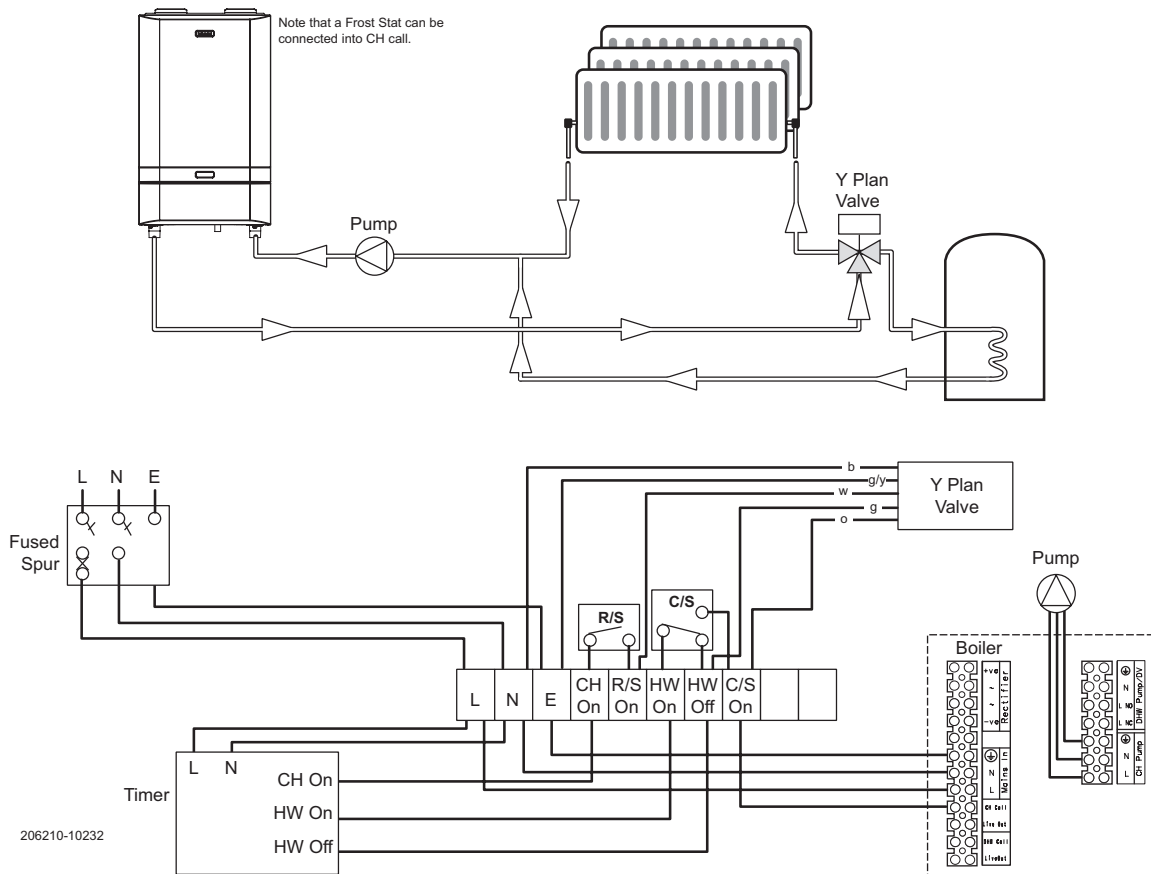 Note that a Frost Stat can be
connected into CH call.
Y Plan
Valve
Pump
L N E
Fused
Spur
b
g/y
w
g
o
Y Plan
Valve
Pump
R/S
C/S
Boiler
L
N
E
CH
On
R/S
On
HW
On
HW
Off
C/S
On
+ve
~
~
-ve
Rectifier
N
L
Mains in
CH Call
Live Out
DHW Call
LiveOut
N
L NO
L NC
DHW Pump/DV
N
L
CH Pump
L N
Timer
CH On
HW On
HW Off
206210-10232